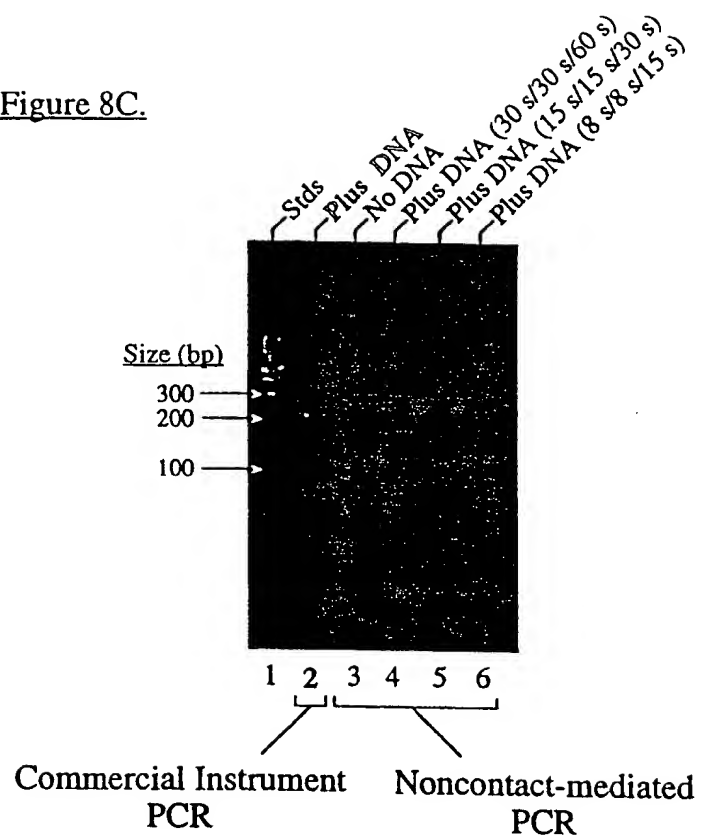 Figure 8C.
Stds
Plus DNA
No DNA
Plus DNA (30 s/30 s/60 s)
Plus DNA (15 s/15 s/30 s)
Plus DNA (8 s/8 s/15 s)
Size (bp)
300
200
100
1 2 3 4 5 6
Commercial Instrument
PCR
Noncontact-mediated
PCR